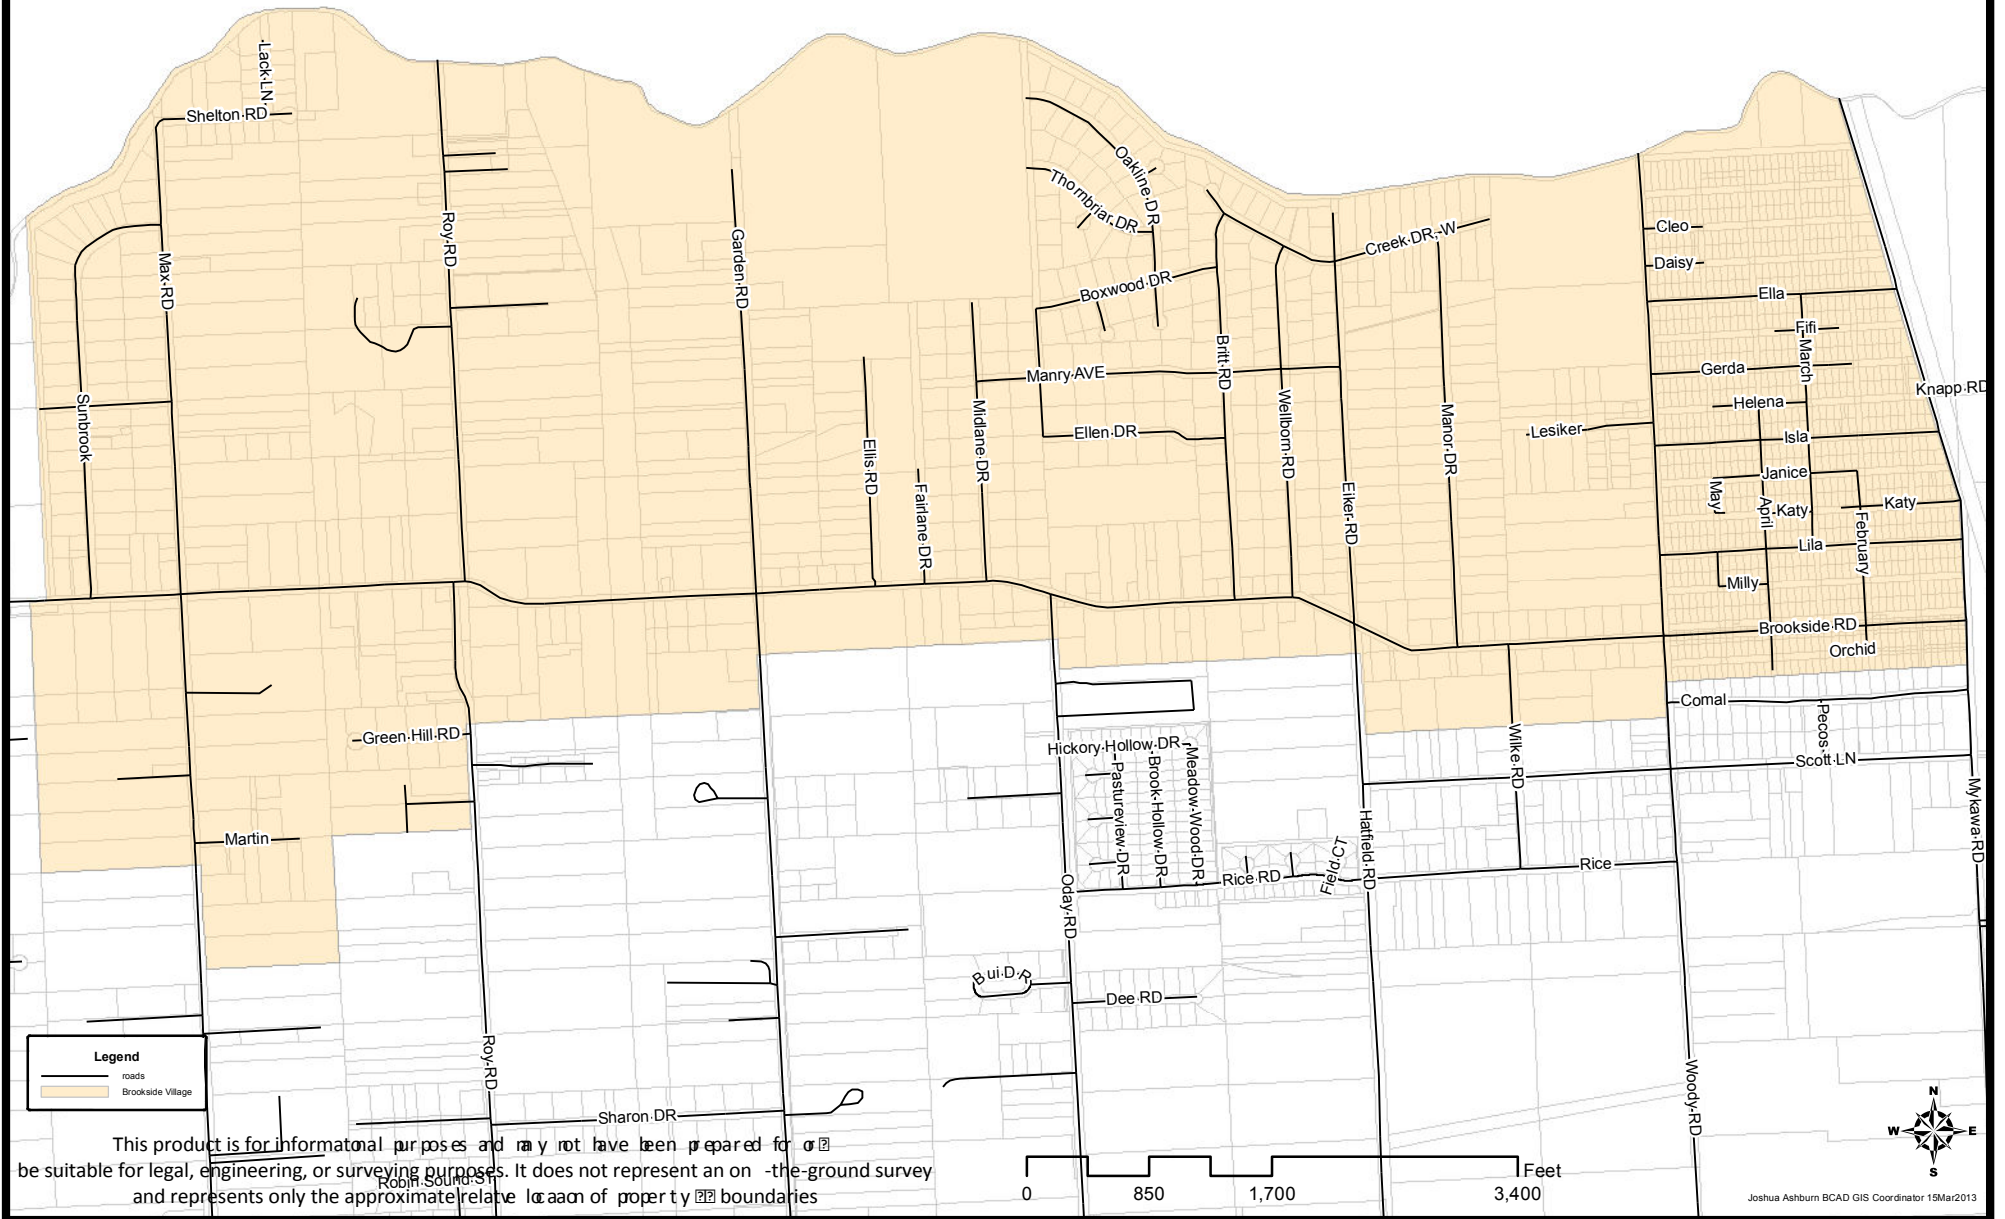 Lack LN
Shelton RD
Oakline DR
Thornbriar DR
Roy RD
Garden RD
Max RD
Creek DR, W
Cleo
Daisy
Boxwood DR
Ella
Fifi
March
Britt RD
Gerda
Manry AVE
Knapp RD
Sunbrook
Midlane DR
Wellborn RD
Manor DR
Helena
Ellen DR
Lesiker
Isla
Ellis RD
Janice
May
April
Katy
Katy
Fairlane DR
Eiker RD
February
Lila
Milly
Brookside RD
Orchid
Comal
Pecos
Green Hill RD
Hickory Hollow DR
Pastureview DR
Brook Hollow DR
Meadow Wood DR
Wilke RD
Scott LN
Mykawa RD
Martin
Hatfield RD
Field CT
Rice RD
Rice
Oday RD
Bui DR
Dee RD
Roy RD
Woody RD
Sharon DR
Robin Sound ST
Legend
roads
Brookside Village
This product is for informatonal purposes and may not have been prepared for or
be suitable for legal, engineering, or surveying purposes. It does not represent an on -the-ground survey
and represents only the approximate relatve locaaon of property boundaries
0 850 1,700 3,400
Feet
N
W E
S
Joshua Ashburn BCAD GIS Coordinator 15Mar2013